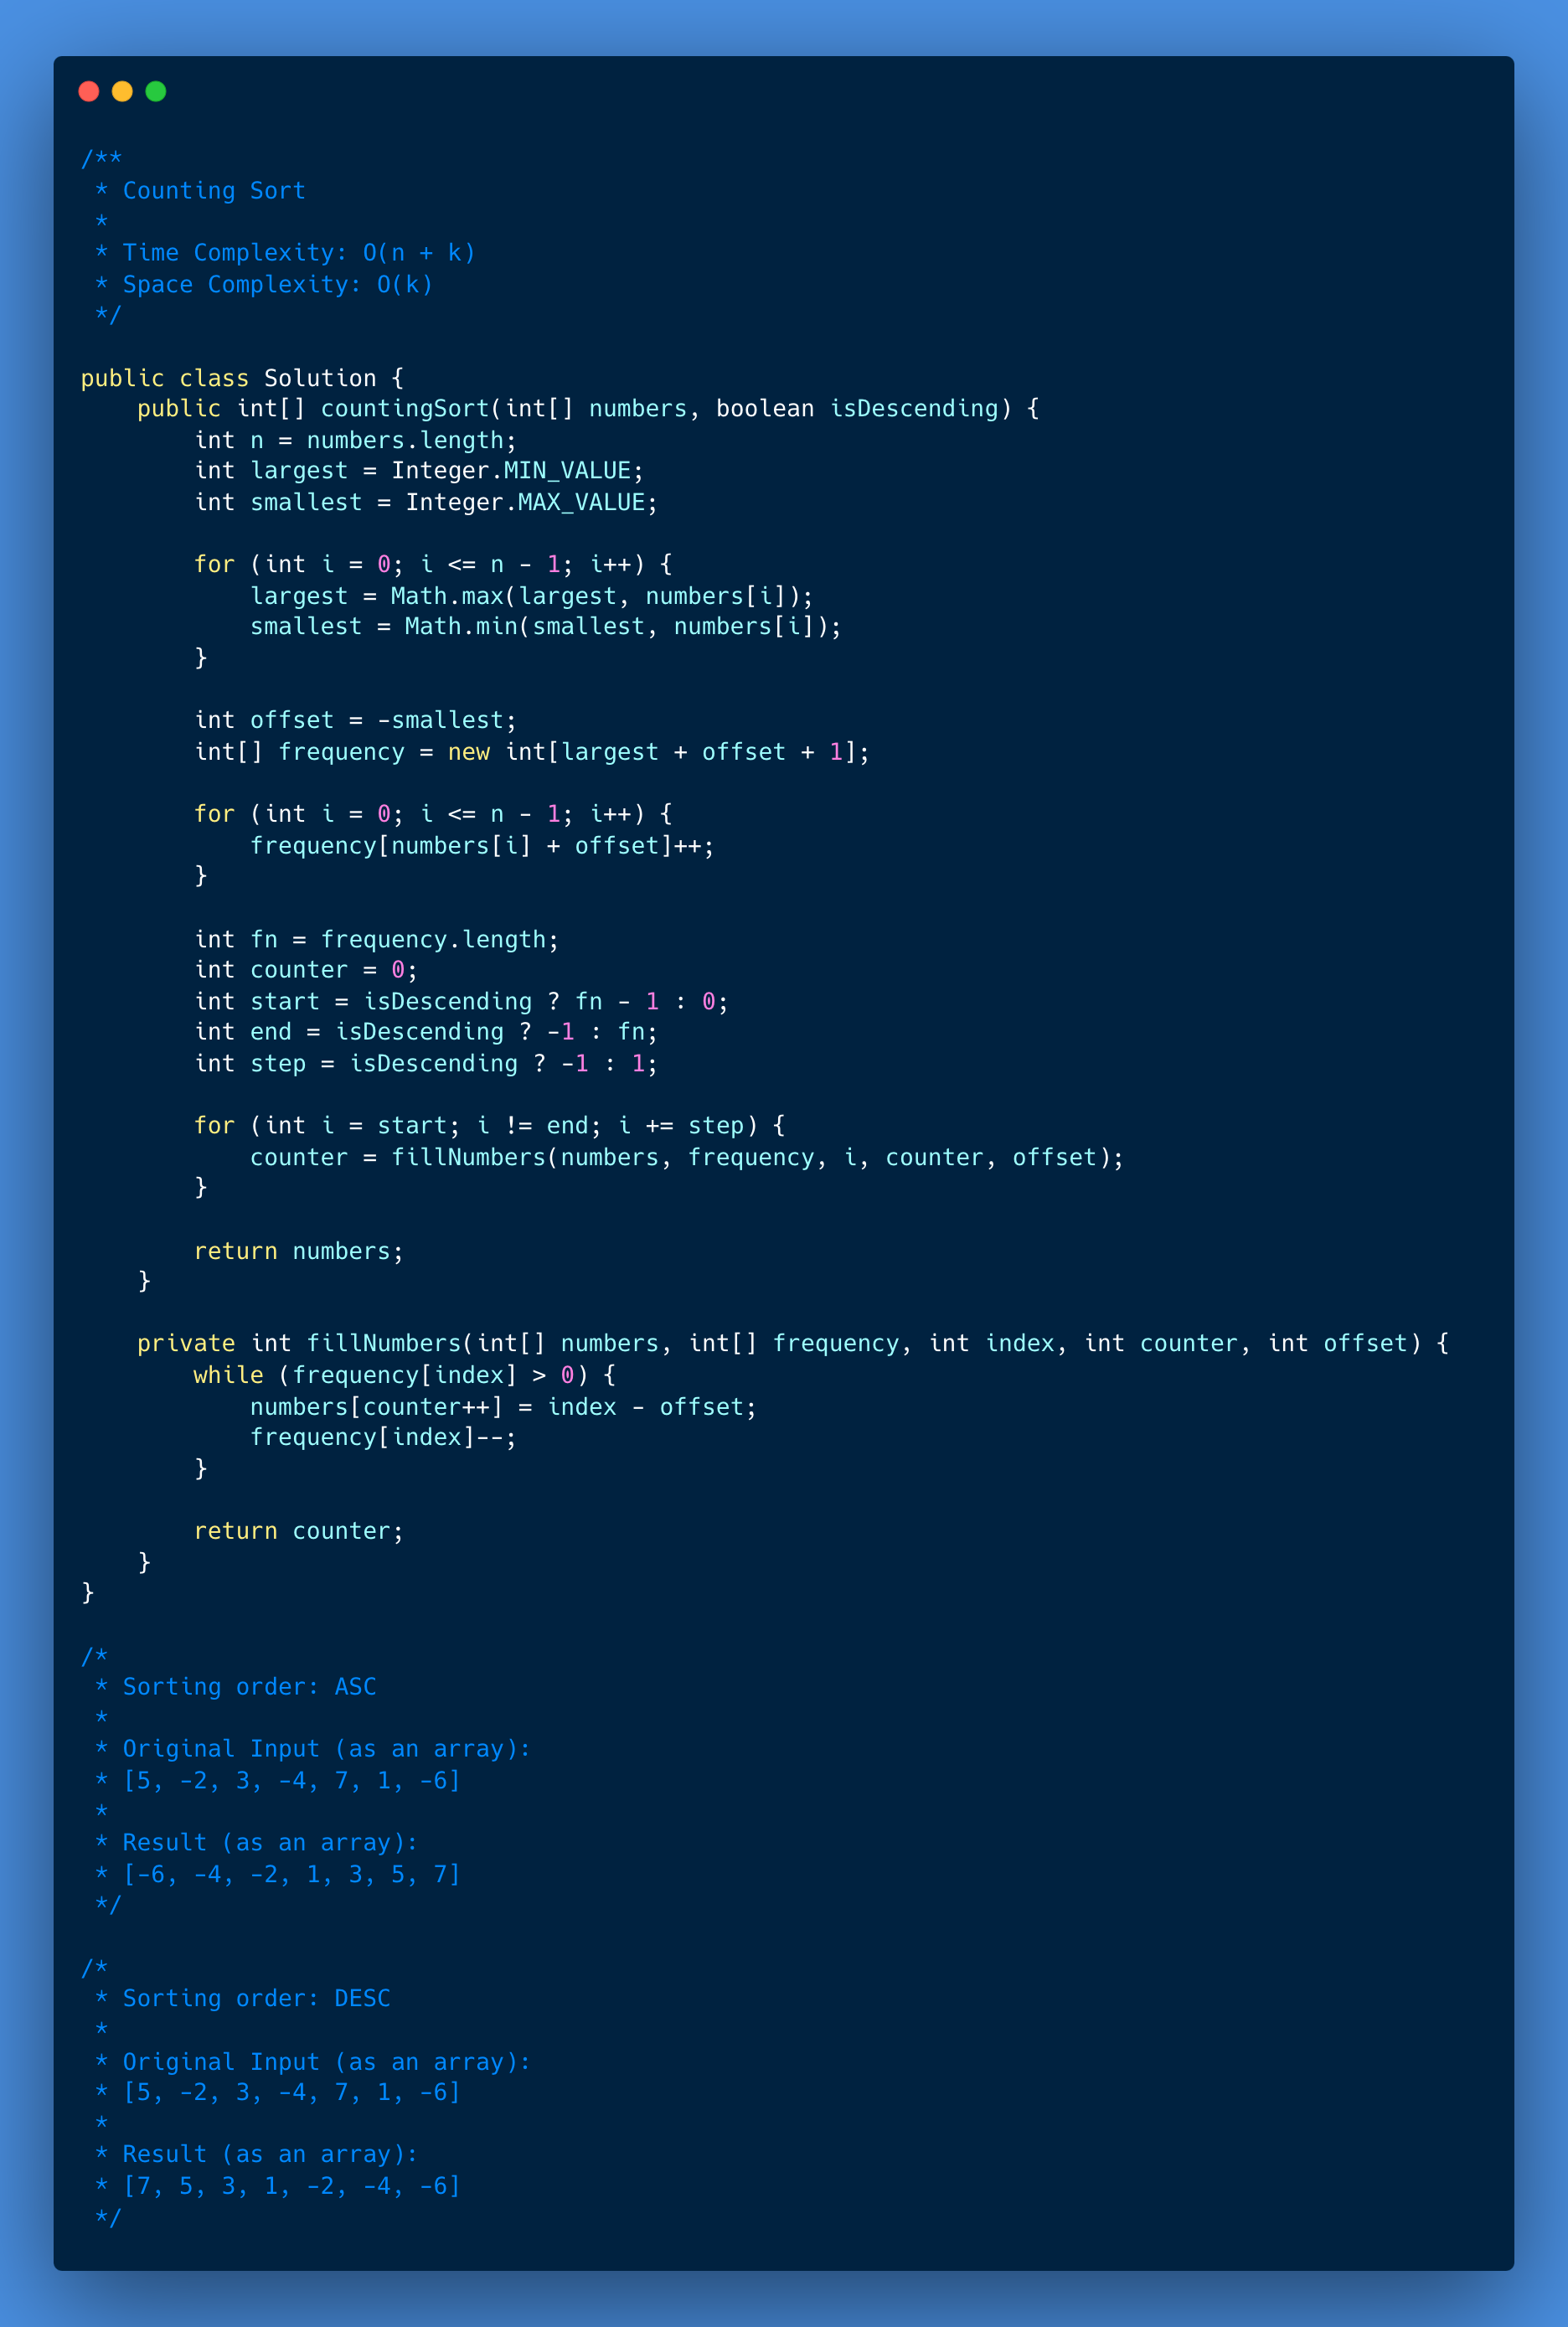 /**
 * Counting Sort
 *
 * Time Complexity: O(n + k)
 * Space Complexity: O(k)
 */

public class Solution {
    public int[] countingSort(int[] numbers, boolean isDescending) {
        int n = numbers.length;
        int largest = Integer.MIN_VALUE;
        int smallest = Integer.MAX_VALUE;

        for (int i = 0; i <= n - 1; i++) {
            largest = Math.max(largest, numbers[i]);
            smallest = Math.min(smallest, numbers[i]);
        }

        int offset = -smallest;
        int[] frequency = new int[largest + offset + 1];

        for (int i = 0; i <= n - 1; i++) {
            frequency[numbers[i] + offset]++;
        }

        int fn = frequency.length;
        int counter = 0;
        int start = isDescending ? fn - 1 : 0;
        int end = isDescending ? -1 : fn;
        int step = isDescending ? -1 : 1;

        for (int i = start; i != end; i += step) {
            counter = fillNumbers(numbers, frequency, i, counter, offset);
        }

        return numbers;
    }

    private int fillNumbers(int[] numbers, int[] frequency, int index, int counter, int offset) {
        while (frequency[index] > 0) {
            numbers[counter++] = index - offset;
            frequency[index]--;
        }

        return counter;
    }
}

/*
 * Sorting order: ASC
 *
 * Original Input (as an array):
 * [5, -2, 3, -4, 7, 1, -6]
 *
 * Result (as an array):
 * [-6, -4, -2, 1, 3, 5, 7]
 */

/*
 * Sorting order: DESC
 *
 * Original Input (as an array):
 * [5, -2, 3, -4, 7, 1, -6]
 *
 * Result (as an array):
 * [7, 5, 3, 1, -2, -4, -6]
 */